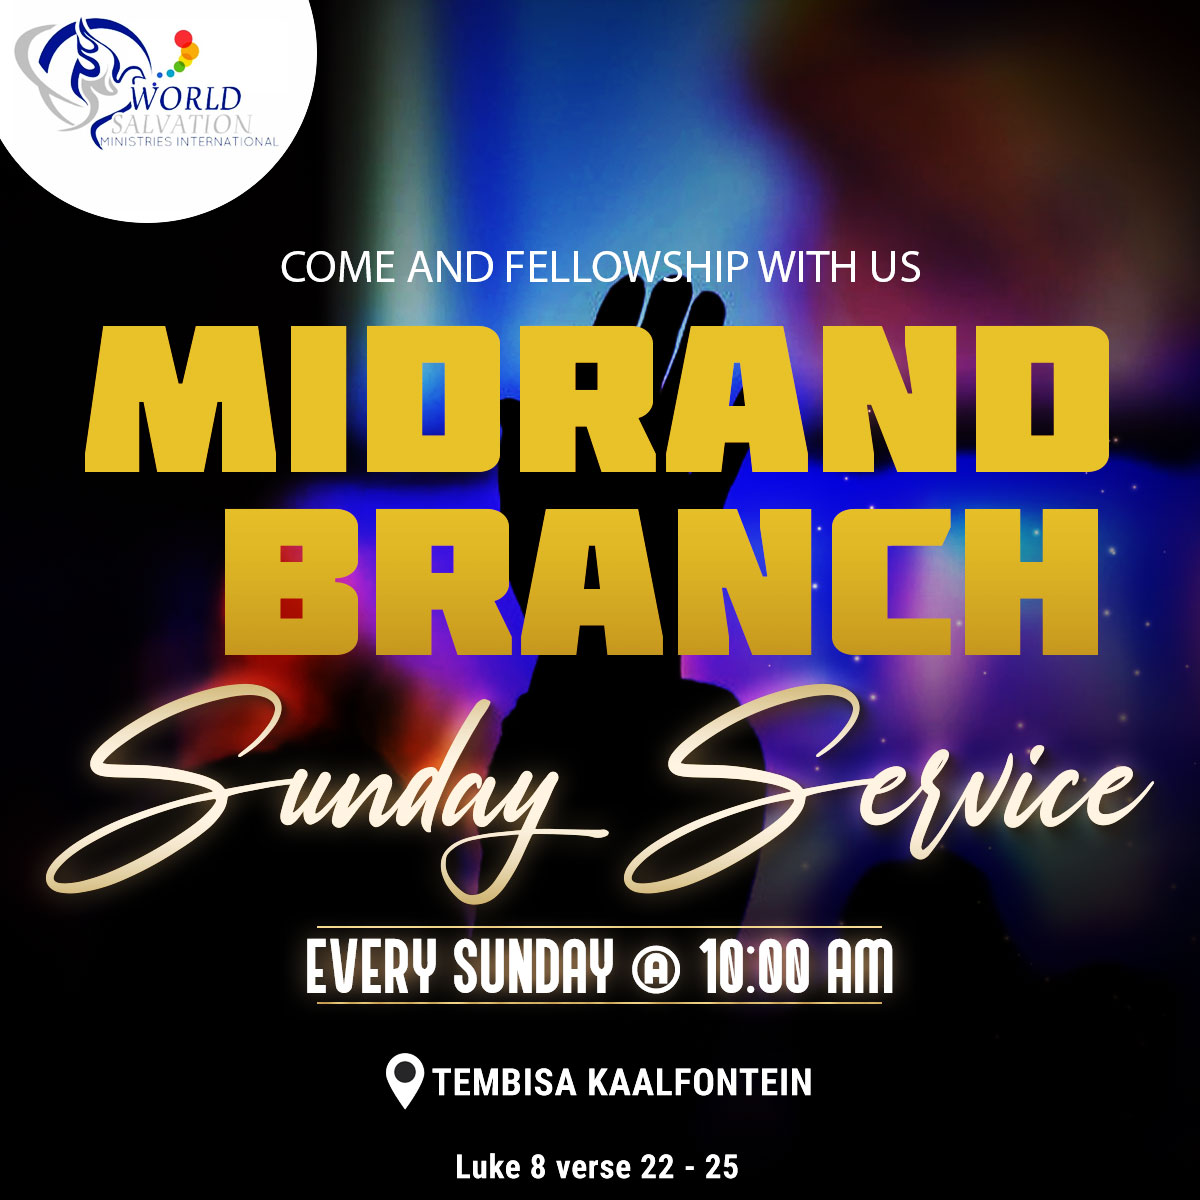 WORLD
SALVATION
MINISTRIES INTERNATIONAL
COME AND FELLOWSHIP WITH US
MIDRAND
BRANCH
Sunday Service
EVERY SUNDAY @ 10:00 AM
TEMBISA KAALFONTEIN
Luke 8 verse 22 - 25